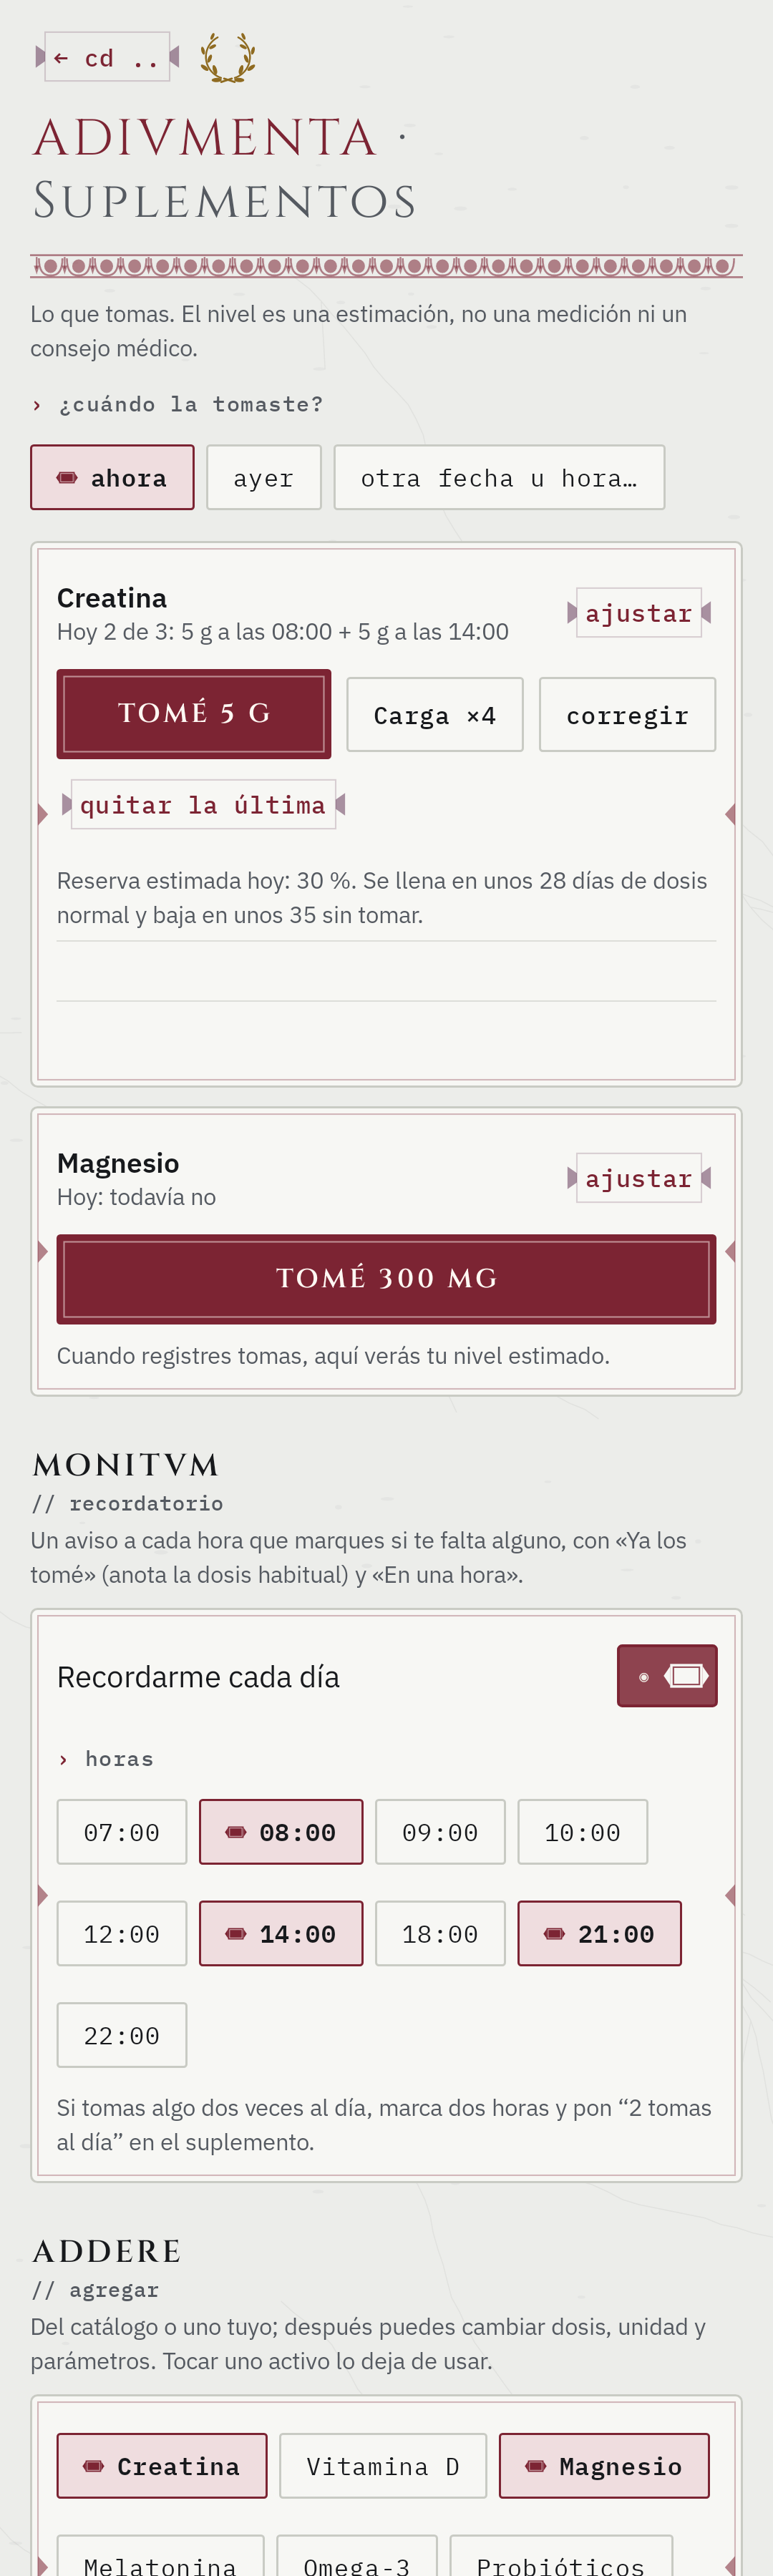 ← cd ..
ADIVMENTA ·
SUPLEMENTOS
Lo que tomas. El nivel es una estimación, no una medición ni un
consejo médico.
› ¿cuándo la tomaste?
ahora
ayer
otra fecha u hora…
Creatina
Hoy 2 de 3: 5 g a las 08:00 + 5 g a las 14:00
ajustar
TOMÉ 5 G
Carga ×4
corregir
quitar la última
Reserva estimada hoy: 30 %. Se llena en unos 28 días de dosis
normal y baja en unos 35 sin tomar.
Magnesio
Hoy: todavía no
ajustar
TOMÉ 300 MG
Cuando registres tomas, aquí verás tu nivel estimado.
MONITVM
// recordatorio
Un aviso a cada hora que marques si te falta alguno, con «Ya los
tomé» (anota la dosis habitual) y «En una hora».
Recordarme cada día
› horas
07:00
08:00
09:00
10:00
12:00
14:00
18:00
21:00
22:00
Si tomas algo dos veces al día, marca dos horas y pon “2 tomas
al día” en el suplemento.
ADDERE
// agregar
Del catálogo o uno tuyo; después puedes cambiar dosis, unidad y
parámetros. Tocar uno activo lo deja de usar.
Creatina
Vitamina D
Magnesio
Melatonina
Omega-3
Probióticos